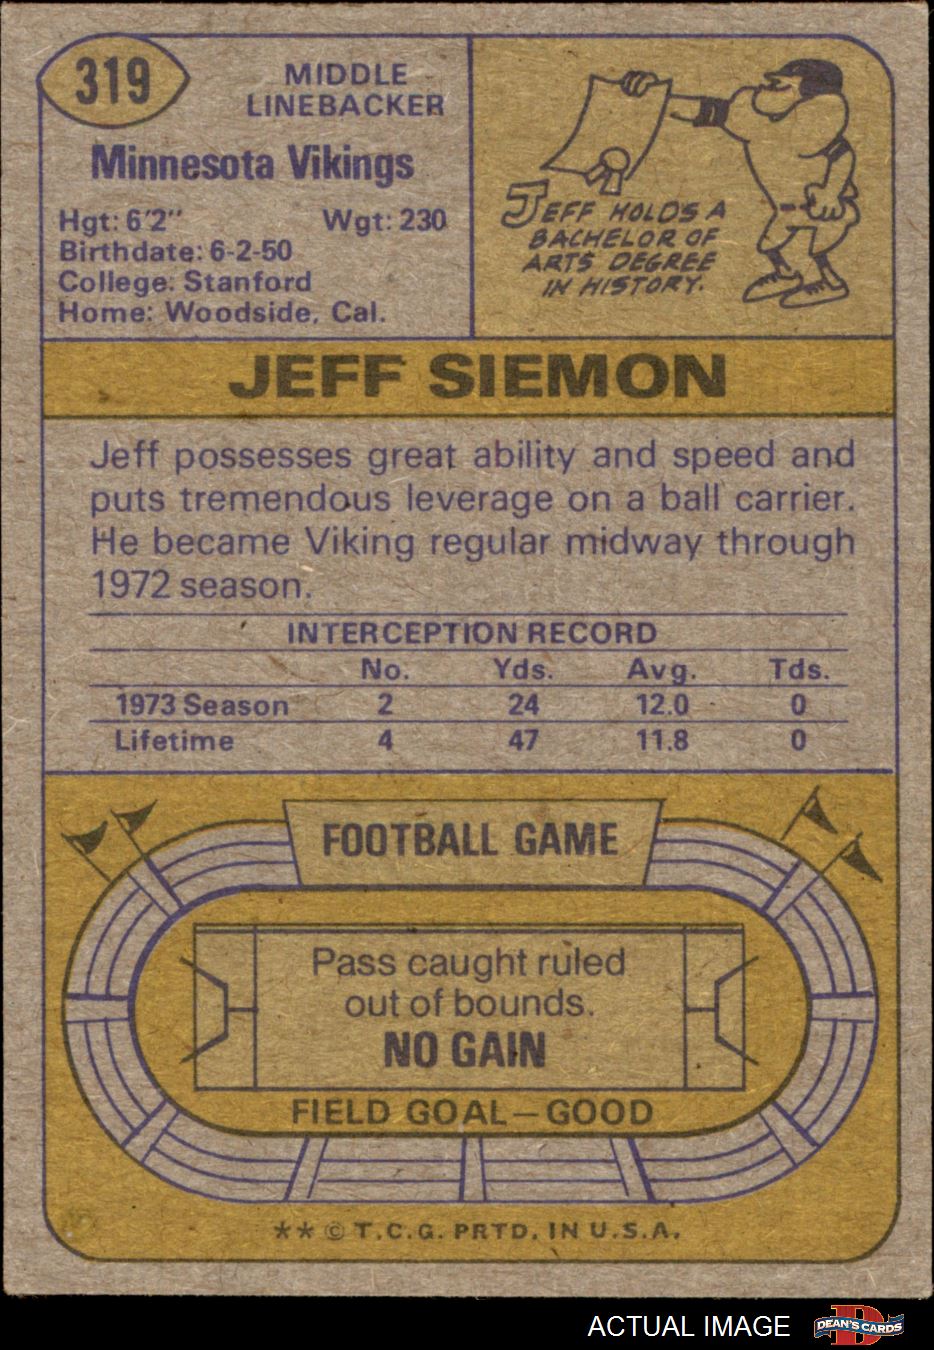 319
MIDDLE
LINEBACKER
Minnesota Vikings
Hgt: 6'2" Wgt: 230
Birthdate: 6-2-50
College: Stanford
Home: Woodside, Cal.
JEFF HOLDS A
BACHELOR OF
ARTS DEGREE
IN HISTORY.
JEFF SIEMON
Jeff possesses great ability and speed and
puts tremendous leverage on a ball carrier.
He became Viking regular midway through
1972 season.
INTERCEPTION RECORD
No. Yds. Avg. Tds.
1973 Season 2 24 12.0 0
Lifetime 4 47 11.8 0
FOOTBALL GAME
Pass caught ruled
out of bounds.
NO GAIN
FIELD GOAL—GOOD
** © T.C.G. PRTD. IN U.S.A.
ACTUAL IMAGE
DEAN'S CARDS